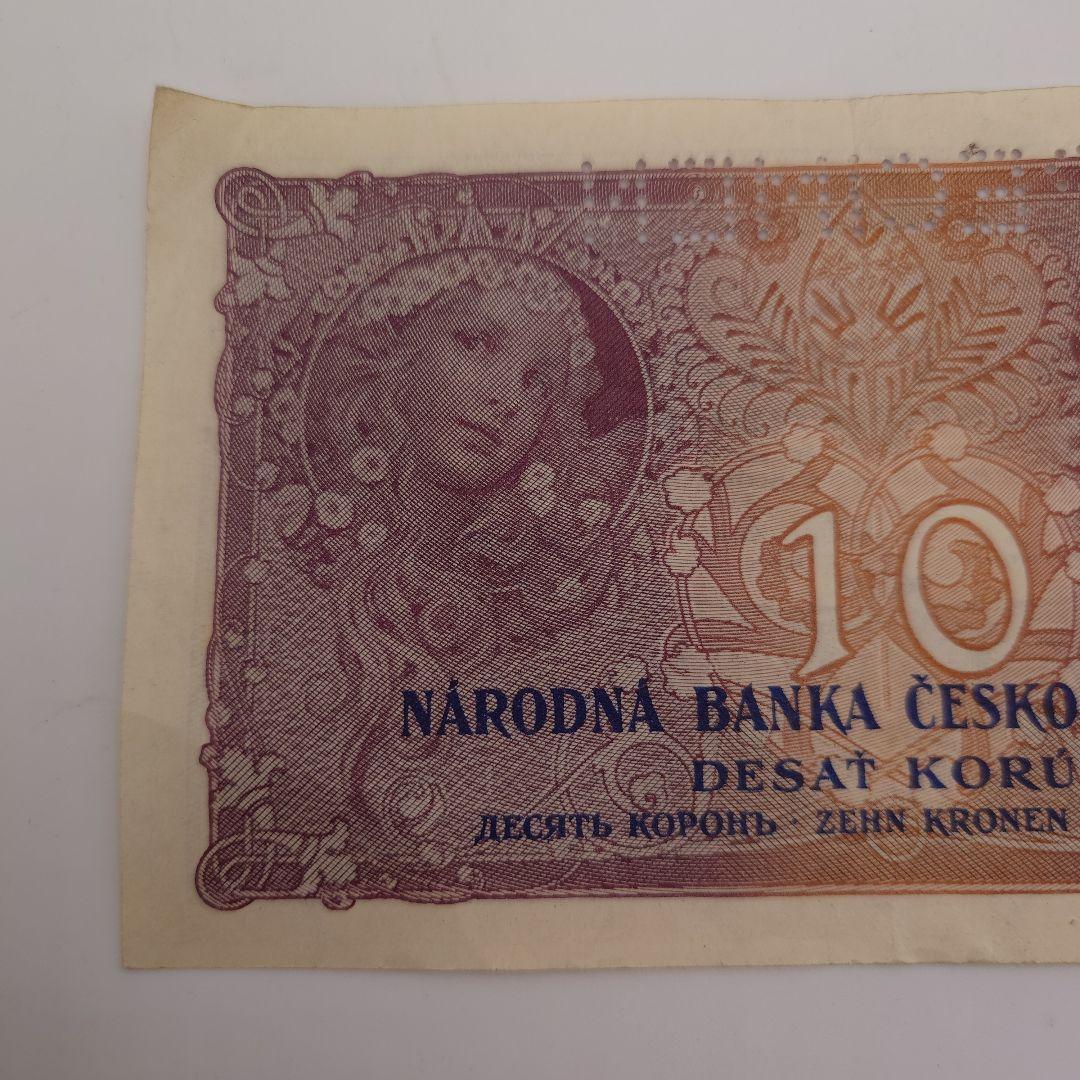 10
NÁRODNÁ BANKA ČESKO
DESAŤ KORÚ
ДЕСЯТЬ КОРОНЪ · ZEHN KRONEN